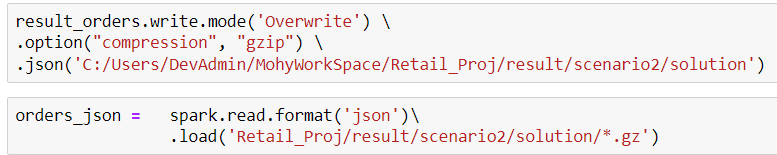 result_orders.write.mode('Overwrite') \
.option("compression", "gzip") \
.json('C:/Users/DevAdmin/MohyWorkSpace/Retail_Proj/result/scenario2/solution')
orders_json =   spark.read.format('json')\
.load('Retail_Proj/result/scenario2/solution/*.gz')